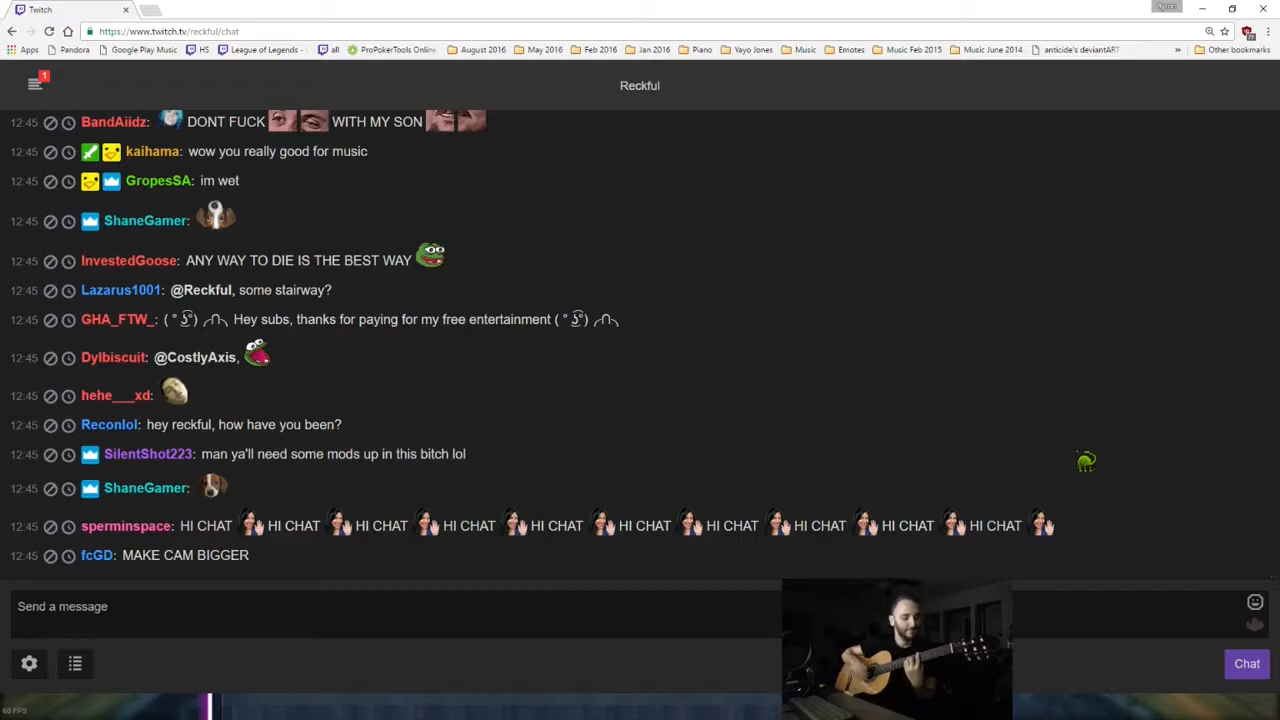 Twitch
Byron
https://www.twitch.tv/reckful/chat
Apps Pandora Google Play Music HS League of Legends - all ProPokerTools Online August 2016 May 2016 Feb 2016 Jan 2016 Piano Yayo Jones Music Emotes Music Feb 2015 Music June 2014 anticide's deviantART » Other bookmarks
1
Reckful
12:45 BandAiidz: DONT FUCK WITH MY SON
12:45 kaihama: wow you really good for music
12:45 GropesSA: im wet
12:45 ShaneGamer:
12:45 InvestedGoose: ANY WAY TO DIE IS THE BEST WAY
12:45 Lazarus1001: @Reckful, some stairway?
12:45 GHA_FTW_: ( ͡° ͜ʖ ͡°) ╭∩╮ Hey subs, thanks for paying for my free entertainment ( ͡° ͜ʖ ͡°) ╭∩╮
12:45 Dylbiscuit: @CostlyAxis,
12:45 hehe___xd:
12:45 Reconlol: hey reckful, how have you been?
12:45 SilentShot223: man ya'll need some mods up in this bitch lol
12:45 ShaneGamer:
12:45 sperminspace: HI CHAT HI CHAT HI CHAT HI CHAT HI CHAT HI CHAT HI CHAT HI CHAT HI CHAT HI CHAT
12:45 fcGD: MAKE CAM BIGGER
Send a message
Chat
60 FPS